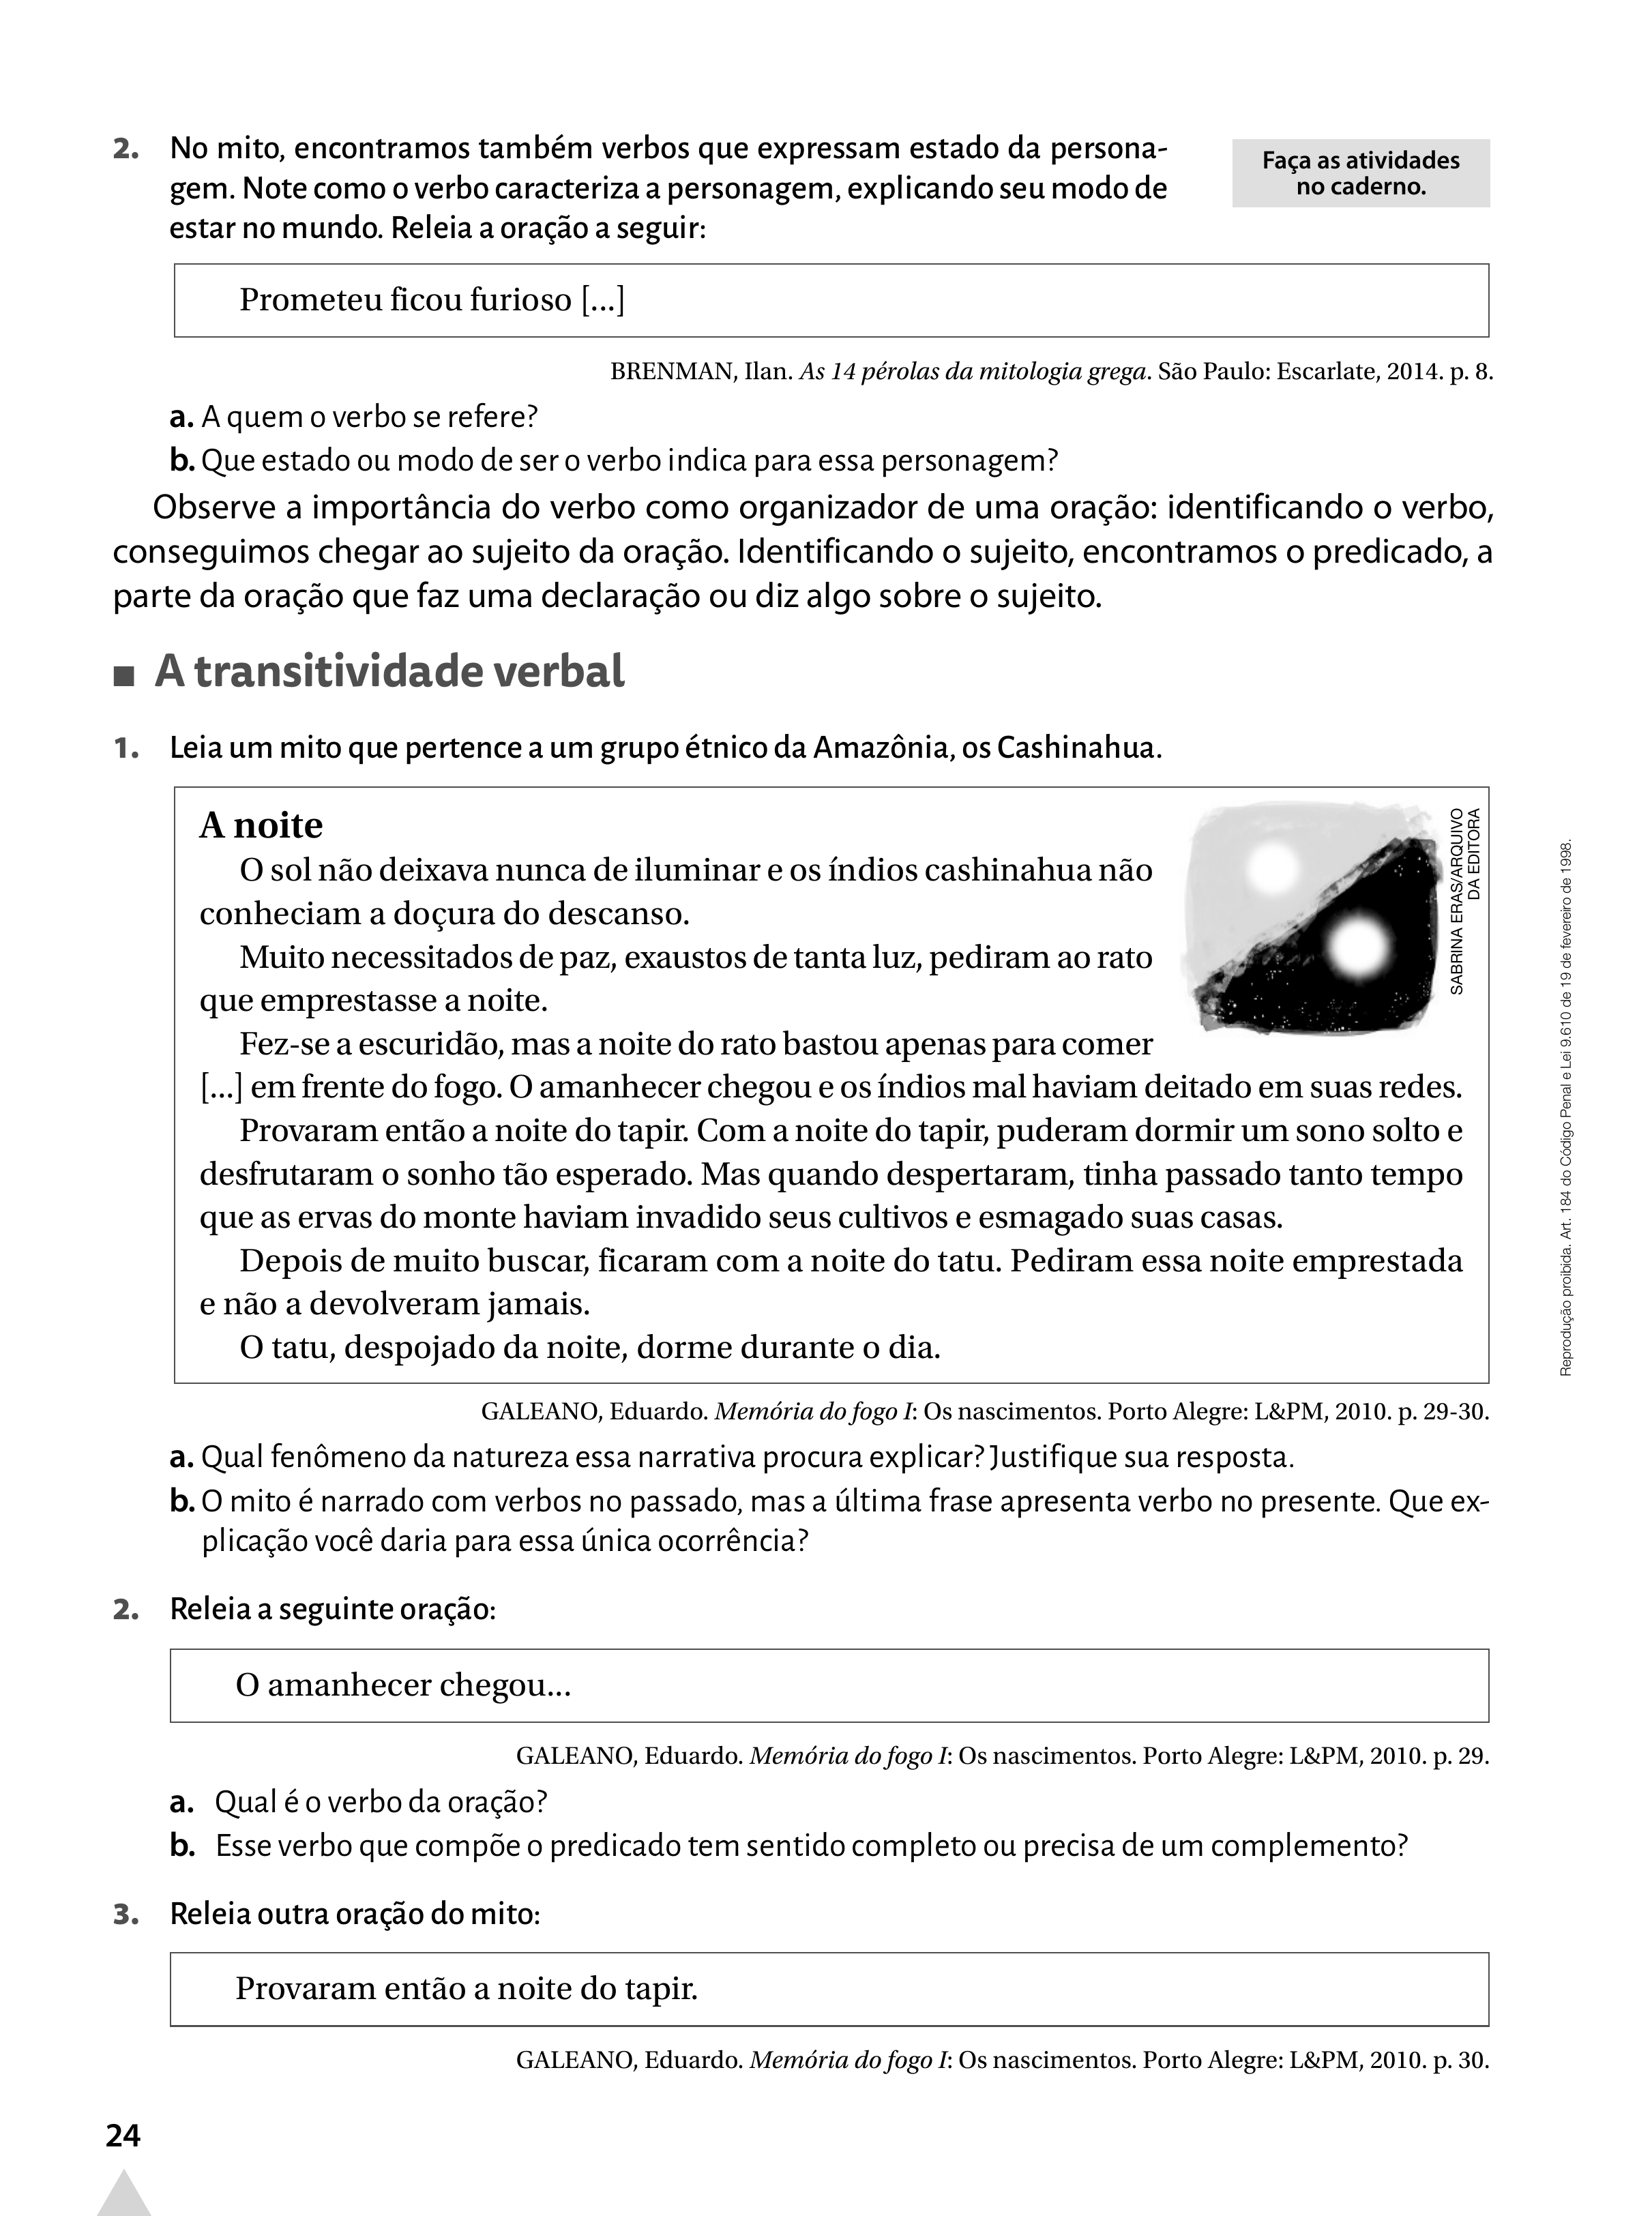 2. No mito, encontramos também verbos que expressam estado da persona-
gem. Note como o verbo caracteriza a personagem, explicando seu modo de
estar no mundo. Releia a oração a seguir:
Faça as atividades
no caderno.
Prometeu ficou furioso [...]
BRENMAN, Ilan. As 14 pérolas da mitologia grega. São Paulo: Escarlate, 2014. p. 8.
a. A quem o verbo se refere?
b. Que estado ou modo de ser o verbo indica para essa personagem?
Observe a importância do verbo como organizador de uma oração: identificando o verbo,
conseguimos chegar ao sujeito da oração. Identificando o sujeito, encontramos o predicado, a
parte da oração que faz uma declaração ou diz algo sobre o sujeito.
■ A transitividade verbal
1. Leia um mito que pertence a um grupo étnico da Amazônia, os Cashinahua.
A noite
O sol não deixava nunca de iluminar e os índios cashinahua não
conheciam a doçura do descanso.
Muito necessitados de paz, exaustos de tanta luz, pediram ao rato
que emprestasse a noite.
Fez-se a escuridão, mas a noite do rato bastou apenas para comer
[...] em frente do fogo. O amanhecer chegou e os índios mal haviam deitado em suas redes.
Provaram então a noite do tapir. Com a noite do tapir, puderam dormir um sono solto e
desfrutaram o sonho tão esperado. Mas quando despertaram, tinha passado tanto tempo
que as ervas do monte haviam invadido seus cultivos e esmagado suas casas.
Depois de muito buscar, ficaram com a noite do tatu. Pediram essa noite emprestada
e não a devolveram jamais.
O tatu, despojado da noite, dorme durante o dia.
SABRINA ERAS/ARQUIVO
DA EDITORA
GALEANO, Eduardo. Memória do fogo I: Os nascimentos. Porto Alegre: L&PM, 2010. p. 29-30.
a. Qual fenômeno da natureza essa narrativa procura explicar? Justifique sua resposta.
b. O mito é narrado com verbos no passado, mas a última frase apresenta verbo no presente. Que ex-
plicação você daria para essa única ocorrência?
2. Releia a seguinte oração:
O amanhecer chegou...
GALEANO, Eduardo. Memória do fogo I: Os nascimentos. Porto Alegre: L&PM, 2010. p. 29.
a. Qual é o verbo da oração?
b. Esse verbo que compõe o predicado tem sentido completo ou precisa de um complemento?
3. Releia outra oração do mito:
Provaram então a noite do tapir.
GALEANO, Eduardo. Memória do fogo I: Os nascimentos. Porto Alegre: L&PM, 2010. p. 30.
24
Reprodução proibida. Art. 184 do Código Penal e Lei 9.610 de 19 de fevereiro de 1998.